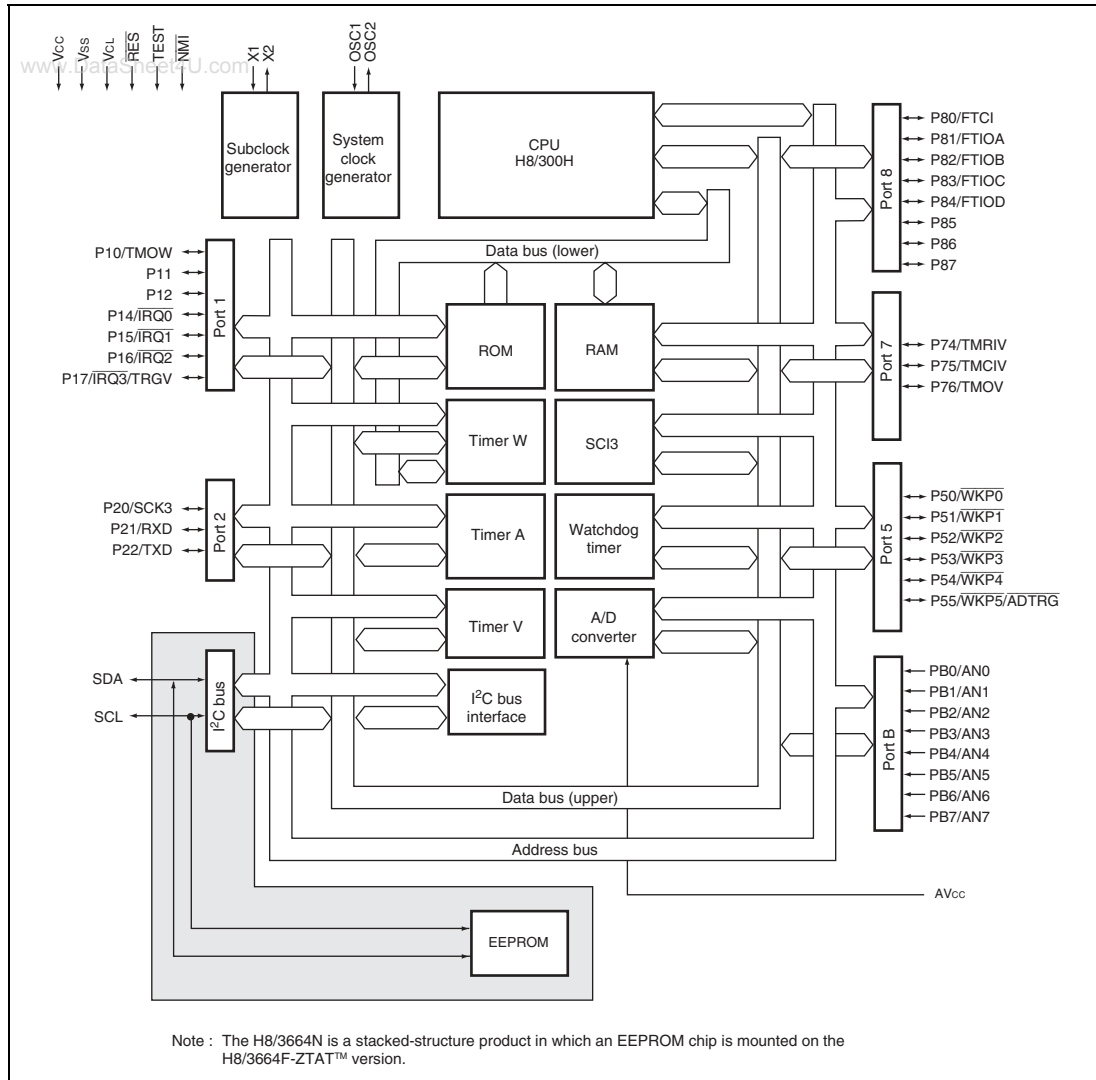 Vcc
Vss
VCL
RES
TEST
NMI
X1
X2
OSC1
OSC2
www.DataSheet4U.com
Subclock
generator
System
clock
generator
CPU
H8/300H
Port 8
P80/FTCI
P81/FTIOA
P82/FTIOB
P83/FTIOC
P84/FTIOD
P85
P86
P87
Data bus (lower)
P10/TMOW
P11
P12
P14/IRQ0
P15/IRQ1
P16/IRQ2
P17/IRQ3/TRGV
Port 1
ROM
RAM
Port 7
P74/TMRIV
P75/TMCIV
P76/TMOV
Timer W
SCI3
P20/SCK3
P21/RXD
P22/TXD
Port 2
Timer A
Watchdog
timer
Port 5
P50/WKP0
P51/WKP1
P52/WKP2
P53/WKP3
P54/WKP4
P55/WKP5/ADTRG
Timer V
A/D
converter
SDA
SCL
I²C bus
I²C bus
interface
Port B
PB0/AN0
PB1/AN1
PB2/AN2
PB3/AN3
PB4/AN4
PB5/AN5
PB6/AN6
PB7/AN7
Data bus (upper)
Address bus
AVcc
EEPROM
Note : The H8/3664N is a stacked-structure product in which an EEPROM chip is mounted on the
H8/3664F-ZTAT™ version.